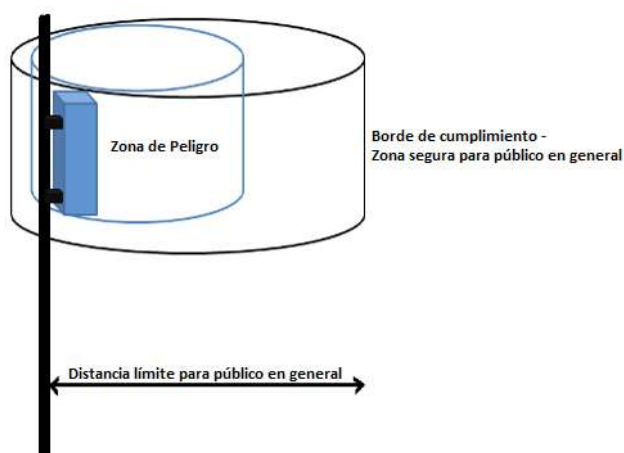 Zona de Peligro
Borde de cumplimiento -
Zona segura para público en general
Distancia límite para público en general